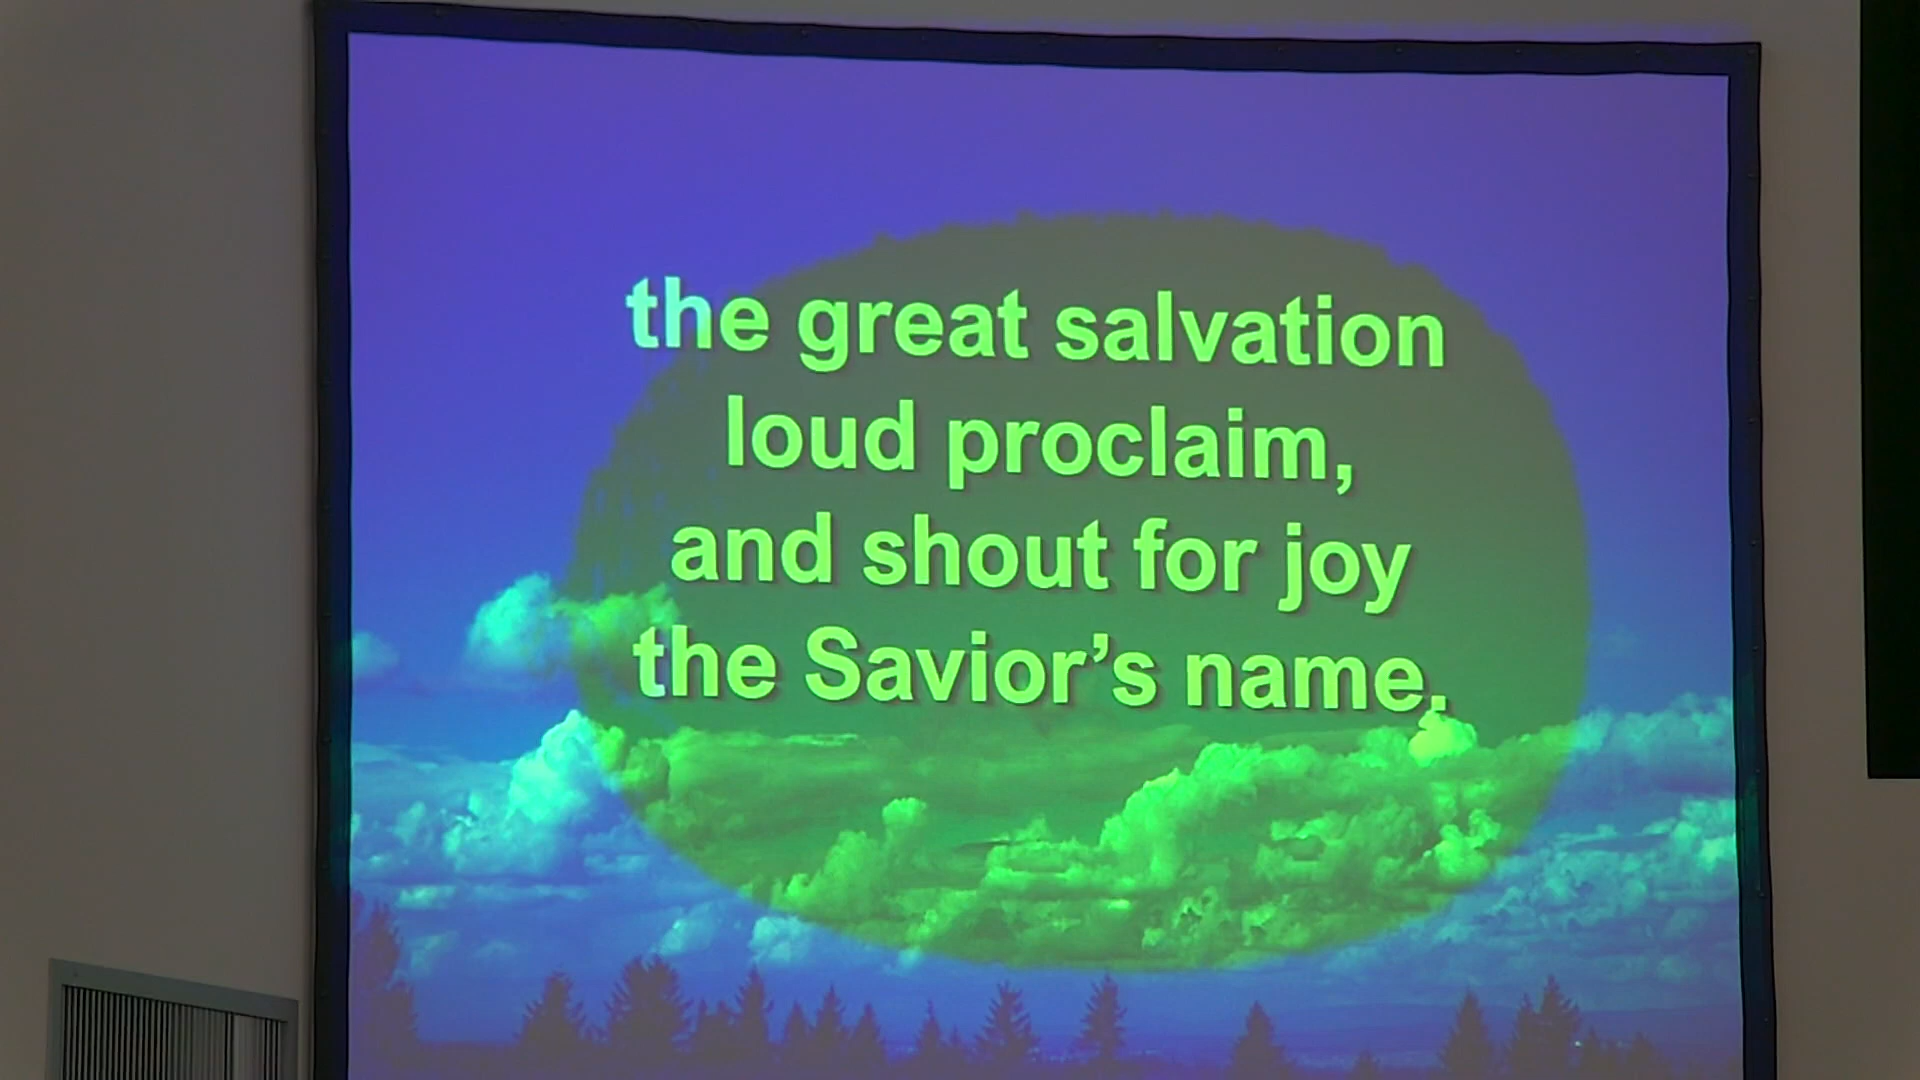 the great salvation
loud proclaim,
and shout for joy
the Savior’s name.